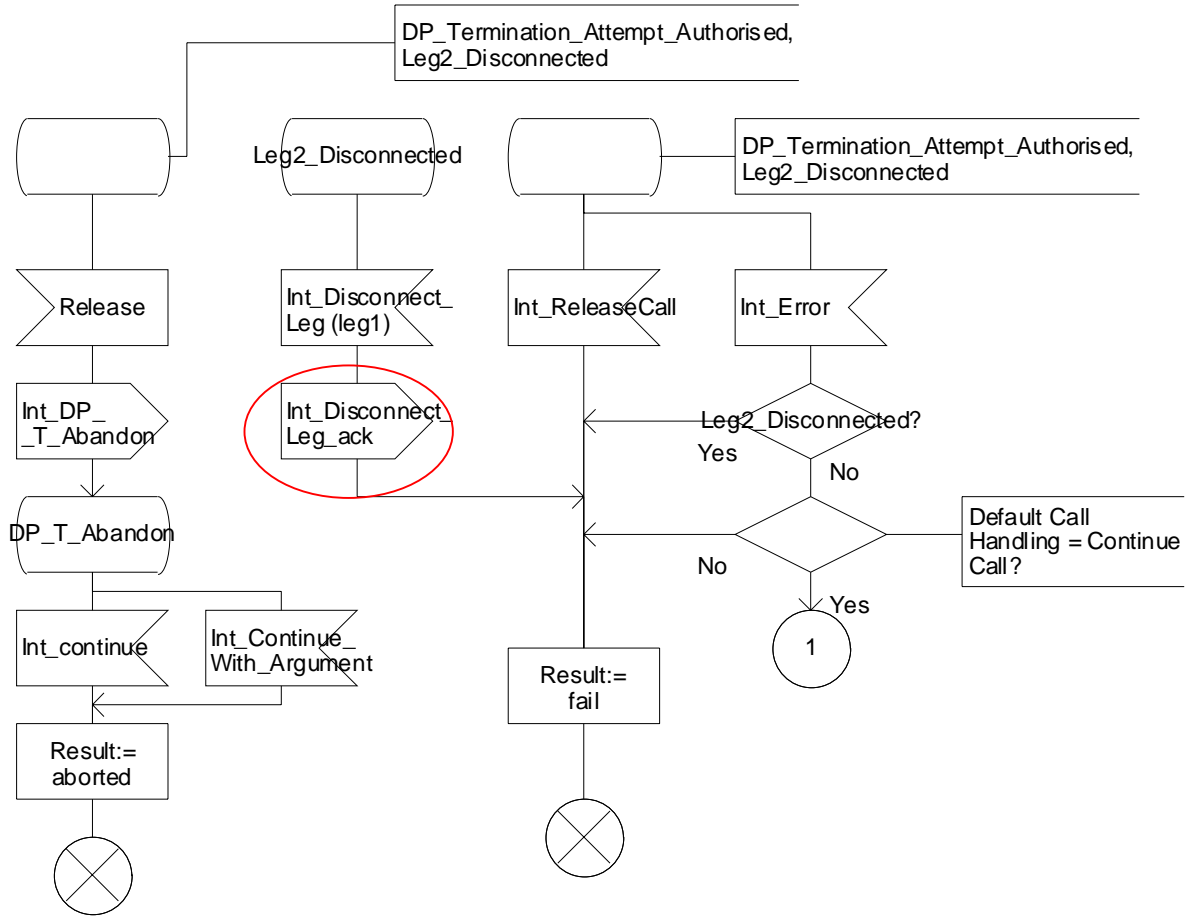 DP_Termination_Attempt_Authorised,
Leg2_Disconnected
Leg2_Disconnected
DP_Termination_Attempt_Authorised,
Leg2_Disconnected
Release
Int_Disconnect_
Leg (leg1)
Int_ReleaseCall
Int_Error
Int_DP_
_T_Abandon
Int_Disconnect_
Leg_ack
Leg2_Disconnected?
Yes
No
DP_T_Abandon
Default Call
Handling = Continue
Call?
No
Yes
Int_continue
Int_Continue_
With_Argument
1
Result:=
fail
Result:=
aborted